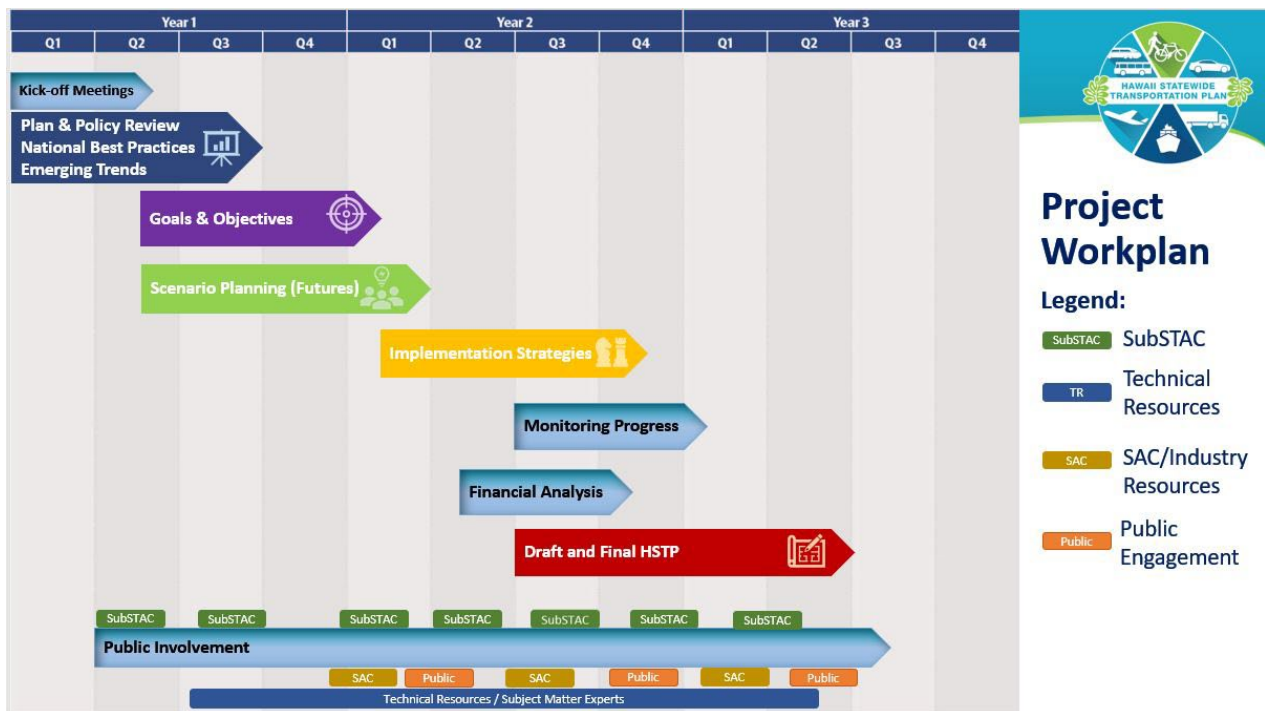 Year 1 Year 2 Year 3
Q1 Q2 Q3 Q4 Q1 Q2 Q3 Q4 Q1 Q2 Q3 Q4
Kick-off Meetings
Plan & Policy Review
National Best Practices
Emerging Trends
Goals & Objectives
Scenario Planning (Futures)
Implementation Strategies
Monitoring Progress
Financial Analysis
Draft and Final HSTP
SubSTAC SubSTAC SubSTAC SubSTAC SubSTAC SubSTAC SubSTAC
Public Involvement
SAC Public SAC Public SAC Public
Technical Resources / Subject Matter Experts
HAWAII STATEWIDE
TRANSPORTATION PLAN
Project
Workplan
Legend:
SubSTAC SubSTAC
TR Technical
Resources
SAC SAC/Industry
Resources
Public Public
Engagement